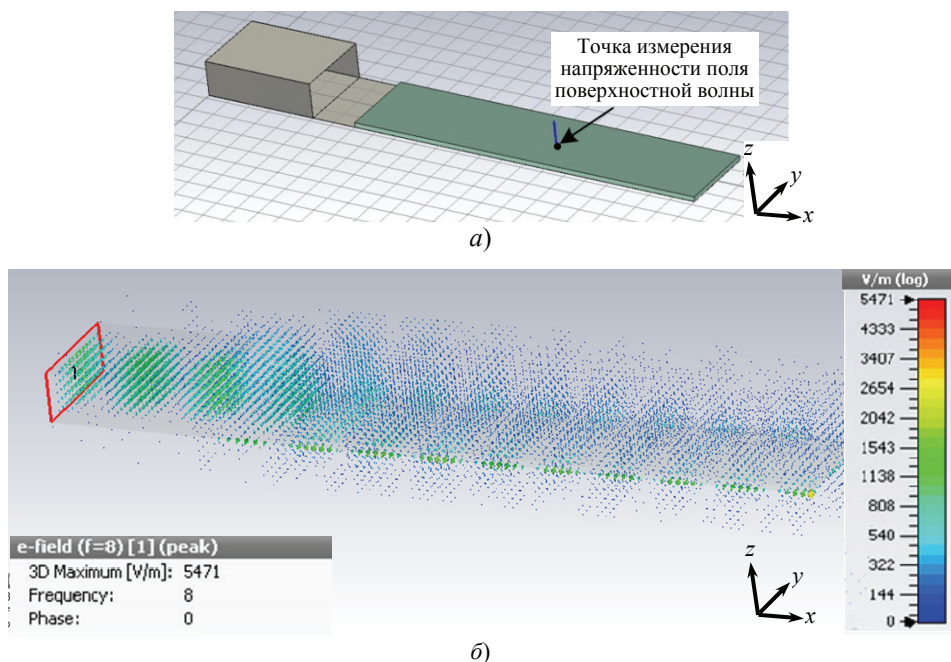 Точка измерения
напряженности поля
поверхностной волны
z
y
x
а)
V/m (log)
5471
4333
3407
2654
2042
1543
1138
808
540
322
144
0
1
e-field (f=8) [1] (peak)
3D Maximum [V/m]: 5471
Frequency: 8
Phase: 0
z
y
x
б)